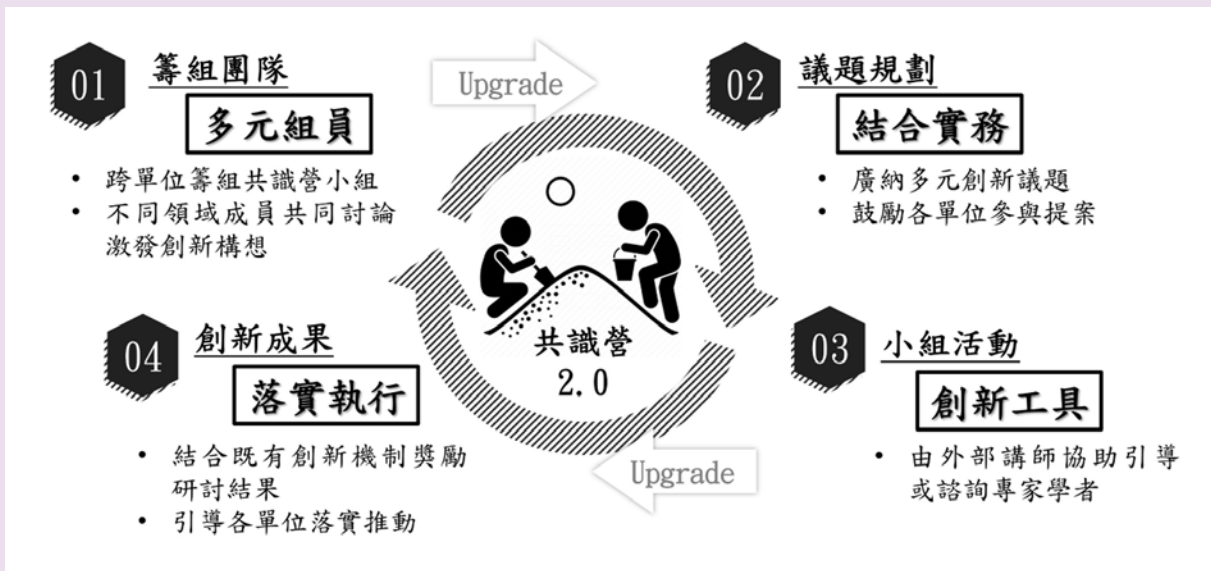 01
籌組團隊
多元組員
• 跨單位籌組共識營小組
• 不同領域成員共同討論
激發創新構想
Upgrade
02
議題規劃
結合實務
• 廣納多元創新議題
• 鼓勵各單位參與提案
共識營
2.0
03
小組活動
創新工具
• 由外部講師協助引導
或諮詢專家學者
Upgrade
04
創新成果
落實執行
• 結合既有創新機制獎勵
研討結果
• 引導各單位落實推動